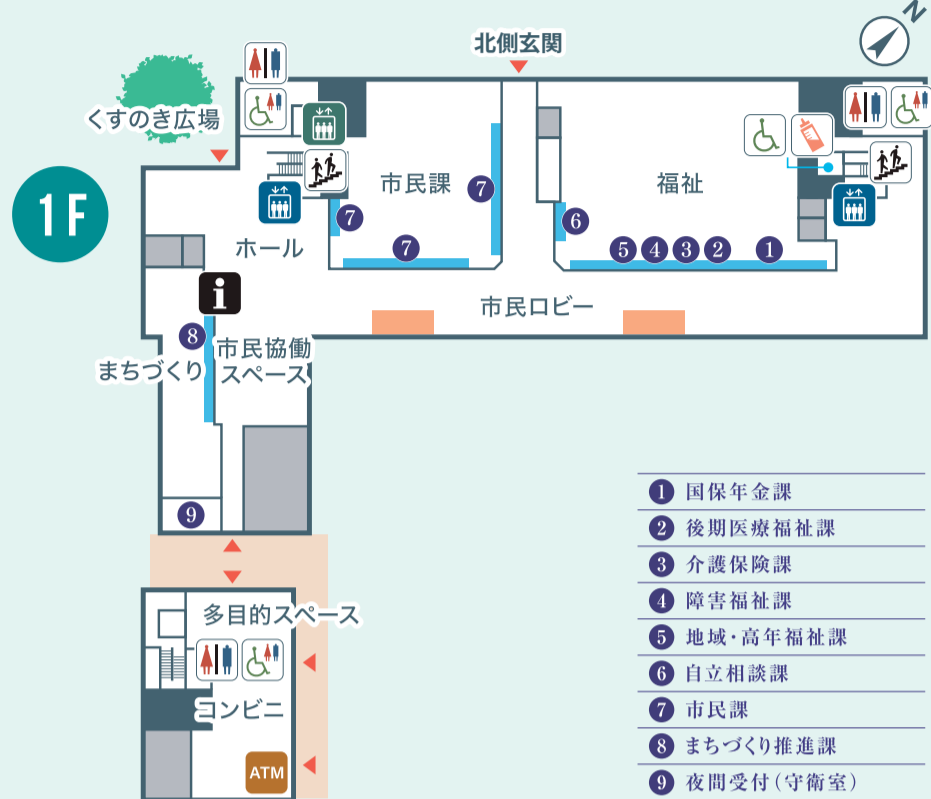 N
北側玄関
くすのき広場
1F
市民課
7
7
7
福祉
6
5
4
3
2
1
ホール
i
市民ロビー
8
市民協働
スペース
まちづくり
9
多目的スペース
コンビニ
ATM
1 国保年金課
2 後期医療福祉課
3 介護保険課
4 障害福祉課
5 地域・高年福祉課
6 自立相談課
7 市民課
8 まちづくり推進課
9 夜間受付(守衛室)